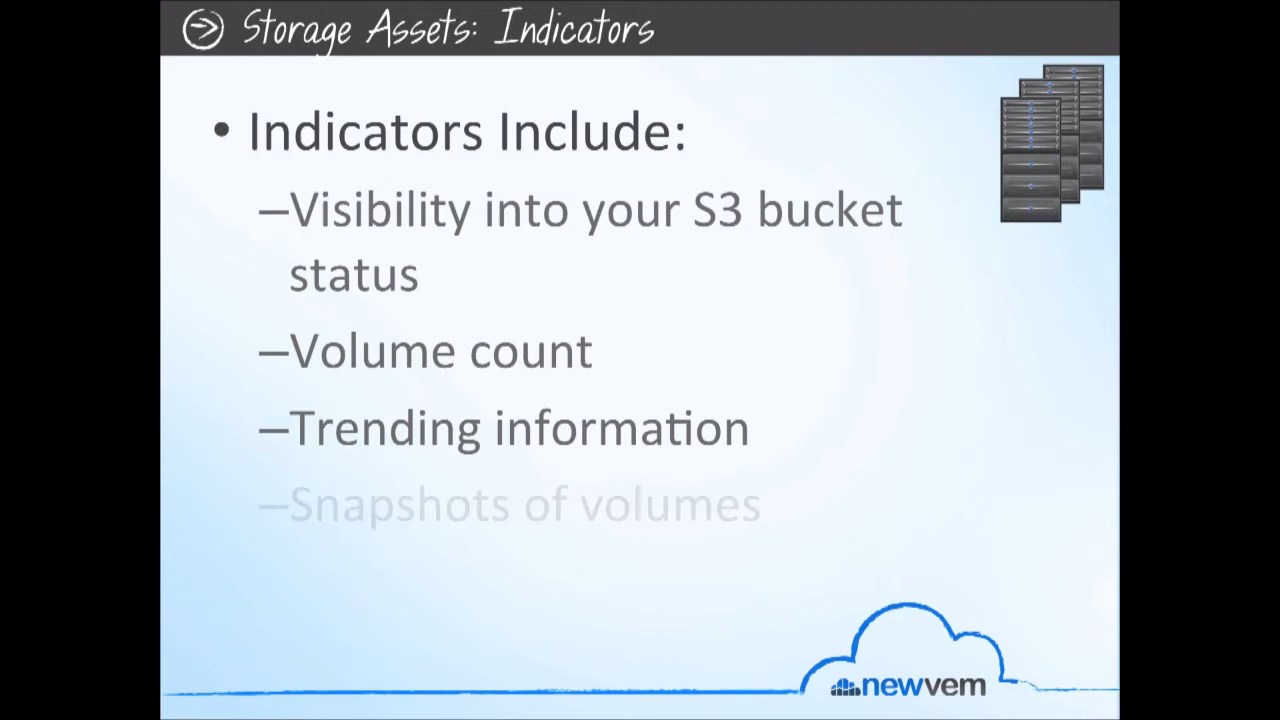 Storage Assets: Indicators
• Indicators Include:
–Visibility into your S3 bucket
status
–Volume count
–Trending information
–Snapshots of volumes
newvem